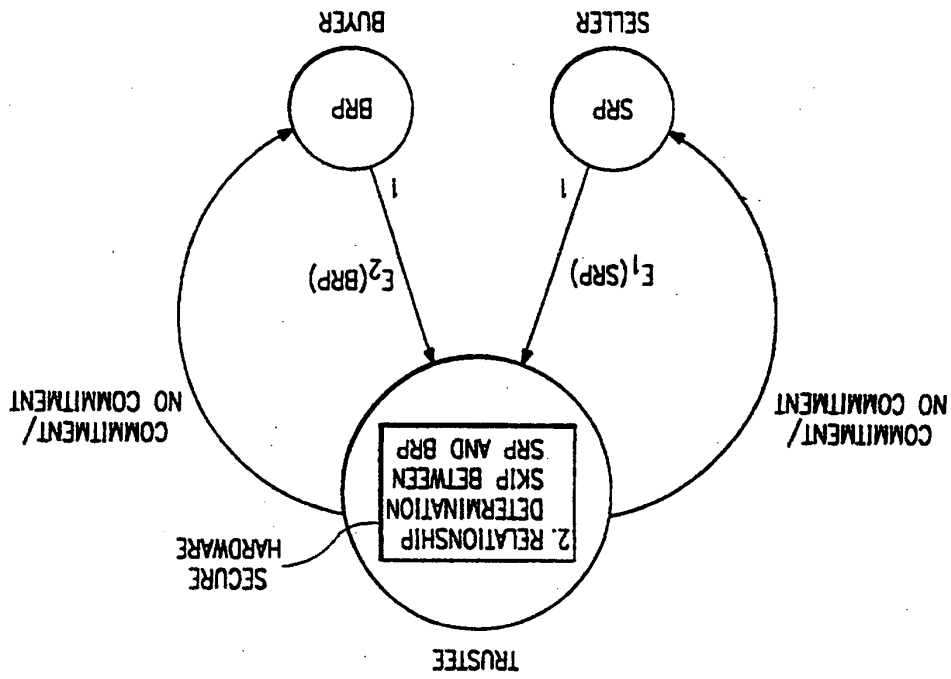 TRUSTEE
SECURE
HARDWARE
2. RELATIONSHIP
DETERMINATION
SKIP BETWEEN
SRP AND BRP
COMMITMENT/
NO COMMITMENT
COMMITMENT/
NO COMMITMENT
E₁(SRP)
E₂(BRP)
1
1
SRP
BRP
SELLER
BUYER